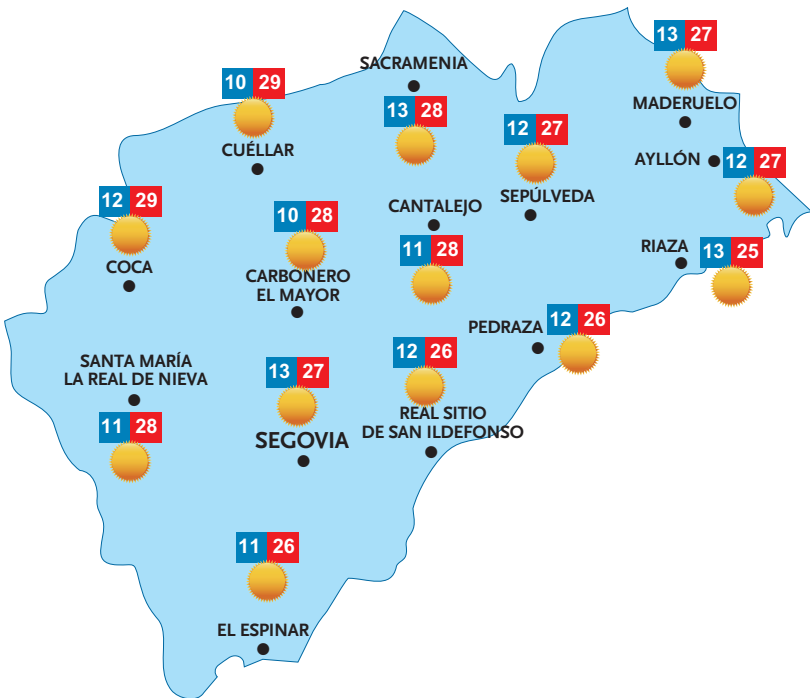 13 27
MADERUELO
SACRAMENIA
13 28
10 29
CUÉLLAR
12 27
SEPÚLVEDA
AYLLÓN
12 27
12 29
COCA
10 28
CARBONERO
EL MAYOR
CANTALEJO
11 28
RIAZA
13 25
PEDRAZA
12 26
SANTA MARÍA
LA REAL DE NIEVA
11 28
13 27
SEGOVIA
12 26
REAL SITIO
DE SAN ILDEFONSO
11 26
EL ESPINAR